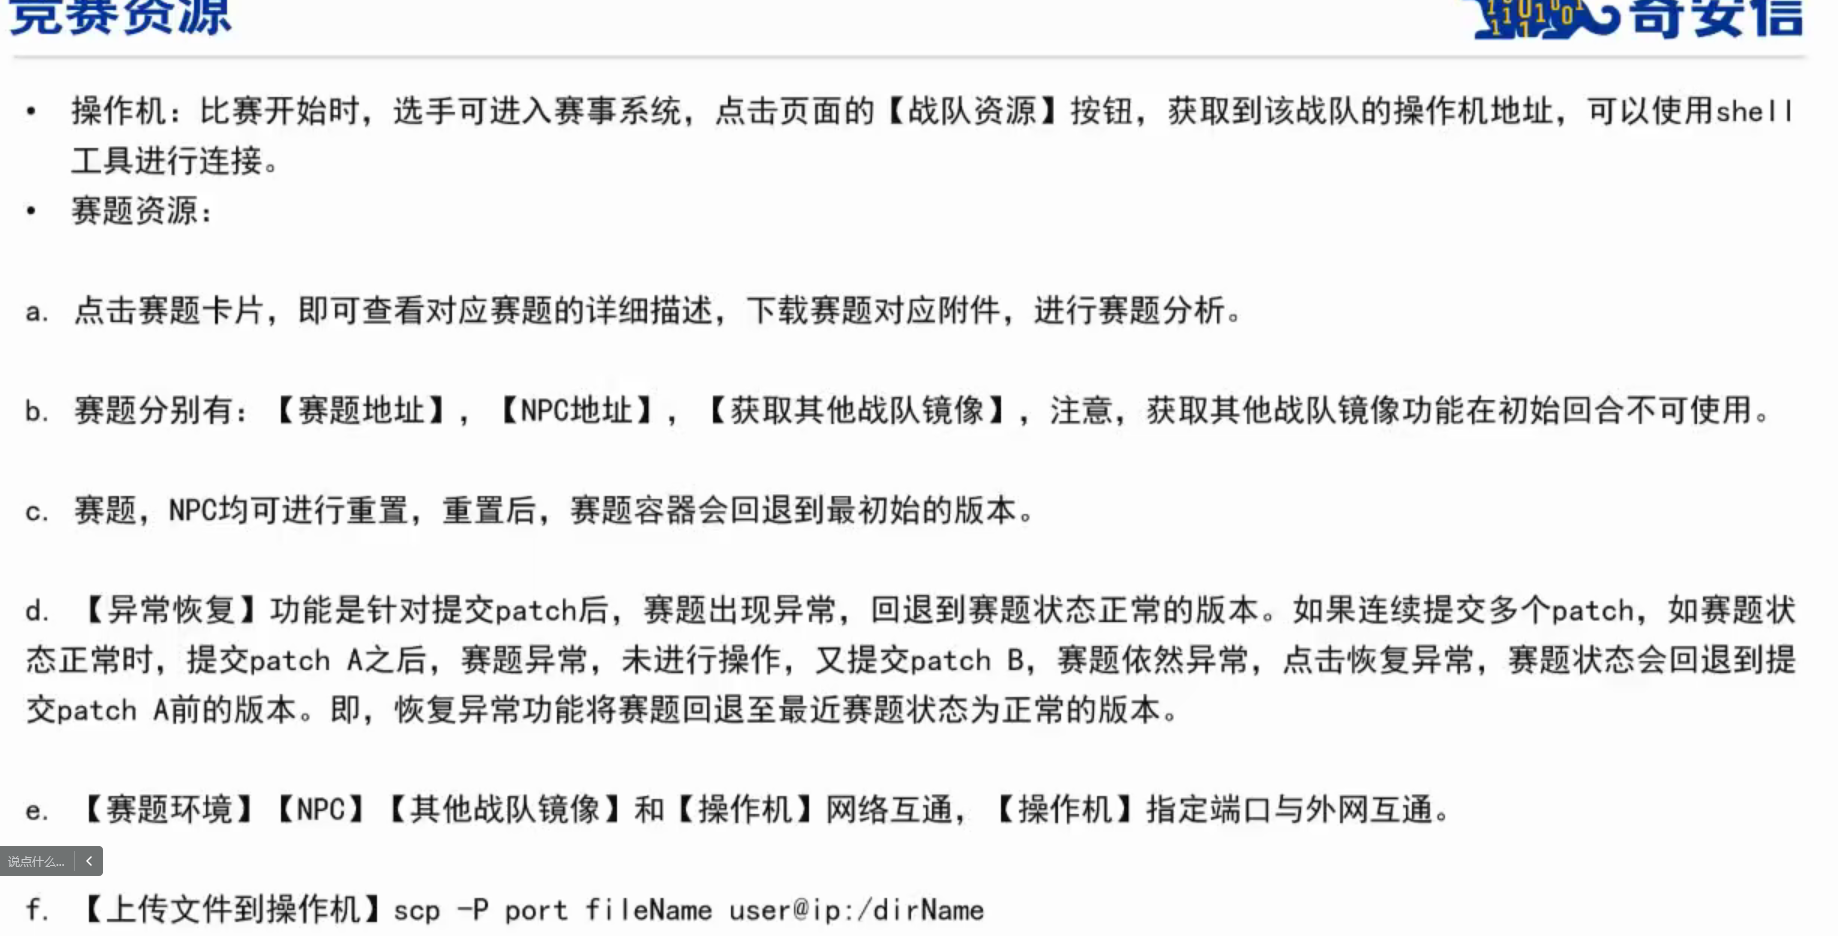 竞赛资源
奇安信
• 操作机：比赛开始时，选手可进入赛事系统，点击页面的【战队资源】按钮，获取到该战队的操作机地址，可以使用shell
工具进行连接。
• 赛题资源：
a. 点击赛题卡片，即可查看对应赛题的详细描述，下载赛题对应附件，进行赛题分析。
b. 赛题分别有：【赛题地址】，【NPC地址】，【获取其他战队镜像】，注意，获取其他战队镜像功能在初始回合不可使用。
c. 赛题，NPC均可进行重置，重置后，赛题容器会回退到最初始的版本。
d. 【异常恢复】功能是针对提交patch后，赛题出现异常，回退到赛题状态正常的版本。如果连续提交多个patch，如赛题状
态正常时，提交patch A之后，赛题异常，未进行操作，又提交patch B，赛题依然异常，点击恢复异常，赛题状态会回退到提
交patch A前的版本。即，恢复异常功能将赛题回退至最近赛题状态为正常的版本。
e. 【赛题环境】【NPC】【其他战队镜像】和【操作机】网络互通，【操作机】指定端口与外网互通。
说点什么...
f. 【上传文件到操作机】scp -P port fileName user@ip:/dirName